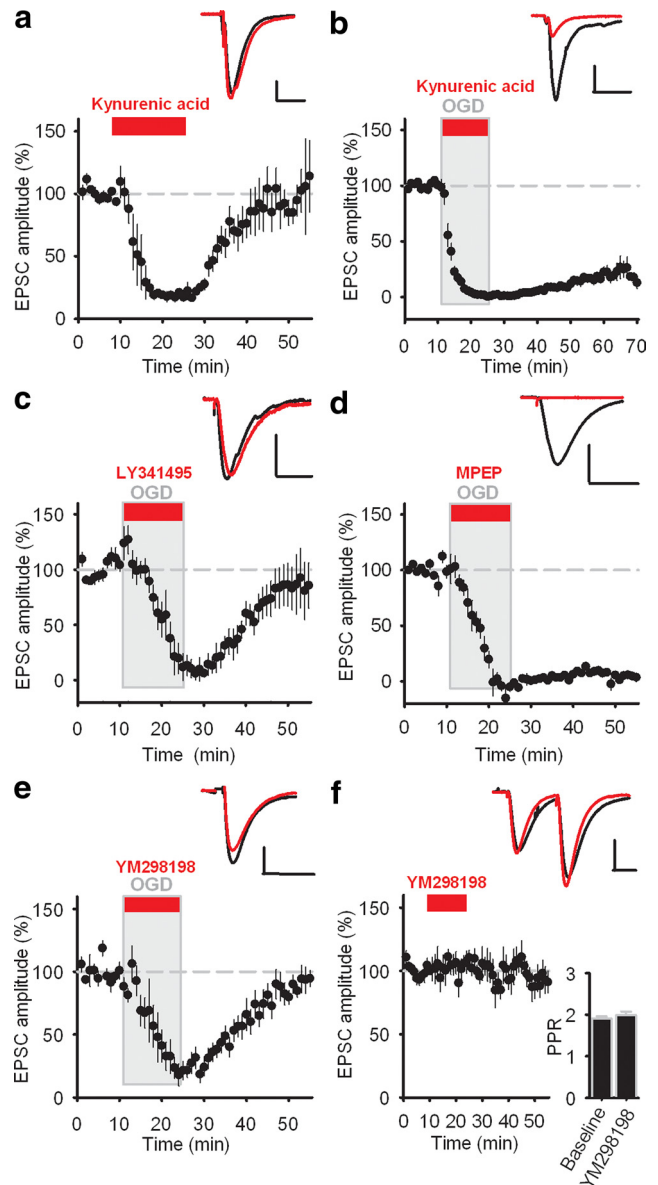 a
Kynurenic acid
EPSC amplitude (%)
150
100
50
0
0 10 20 30 40 50
Time (min)
b
Kynurenic acid
OGD
EPSC amplitude (%)
150
100
50
0
0 10 20 30 40 50 60 70
Time (min)
c
LY341495
OGD
EPSC amplitude (%)
150
100
50
0
0 10 20 30 40 50
Time (min)
d
MPEP
OGD
EPSC amplitude (%)
150
100
50
0
0 10 20 30 40 50
Time (min)
e
YM298198
OGD
EPSC amplitude (%)
150
100
50
0
0 10 20 30 40 50
Time (min)
f
YM298198
EPSC amplitude (%)
150
100
50
0
0 10 20 30 40 50
Time (min)
PPR
3
2
1
0
Baseline
YM298198